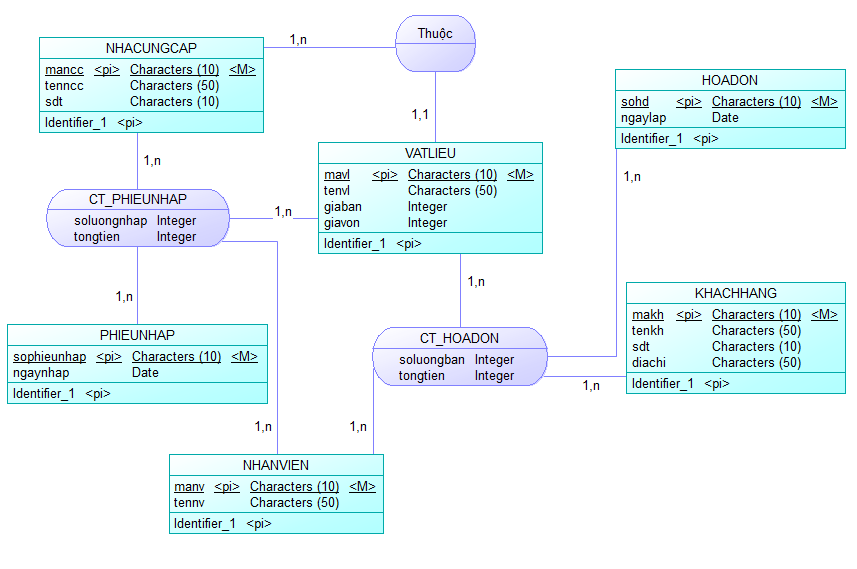 Thuộc
1,n
NHACUNGCAP
mancc <pi> Characters (10) <M>
tenncc Characters (50)
sdt Characters (10)
Identifier_1 <pi>
HOADON
sohd <pi> Characters (10) <M>
ngaylap Date
Identifier_1 <pi>
1,1
1,n
VATLIEU
mavl <pi> Characters (10) <M>
tenvl Characters (50)
giaban Integer
giavon Integer
Identifier_1 <pi>
1,n
CT_PHIEUNHAP
soluongnhap Integer
tongtien Integer
1,n
1,n
1,n
KHACHHANG
makh <pi> Characters (10) <M>
tenkh Characters (50)
sdt Characters (10)
diachi Characters (50)
Identifier_1 <pi>
PHIEUNHAP
sophieunhap <pi> Characters (10) <M>
ngaynhap Date
Identifier_1 <pi>
CT_HOADON
soluongban Integer
tongtien Integer
1,n
1,n
1,n
NHANVIEN
manv <pi> Characters (10) <M>
tennv Characters (50)
Identifier_1 <pi>